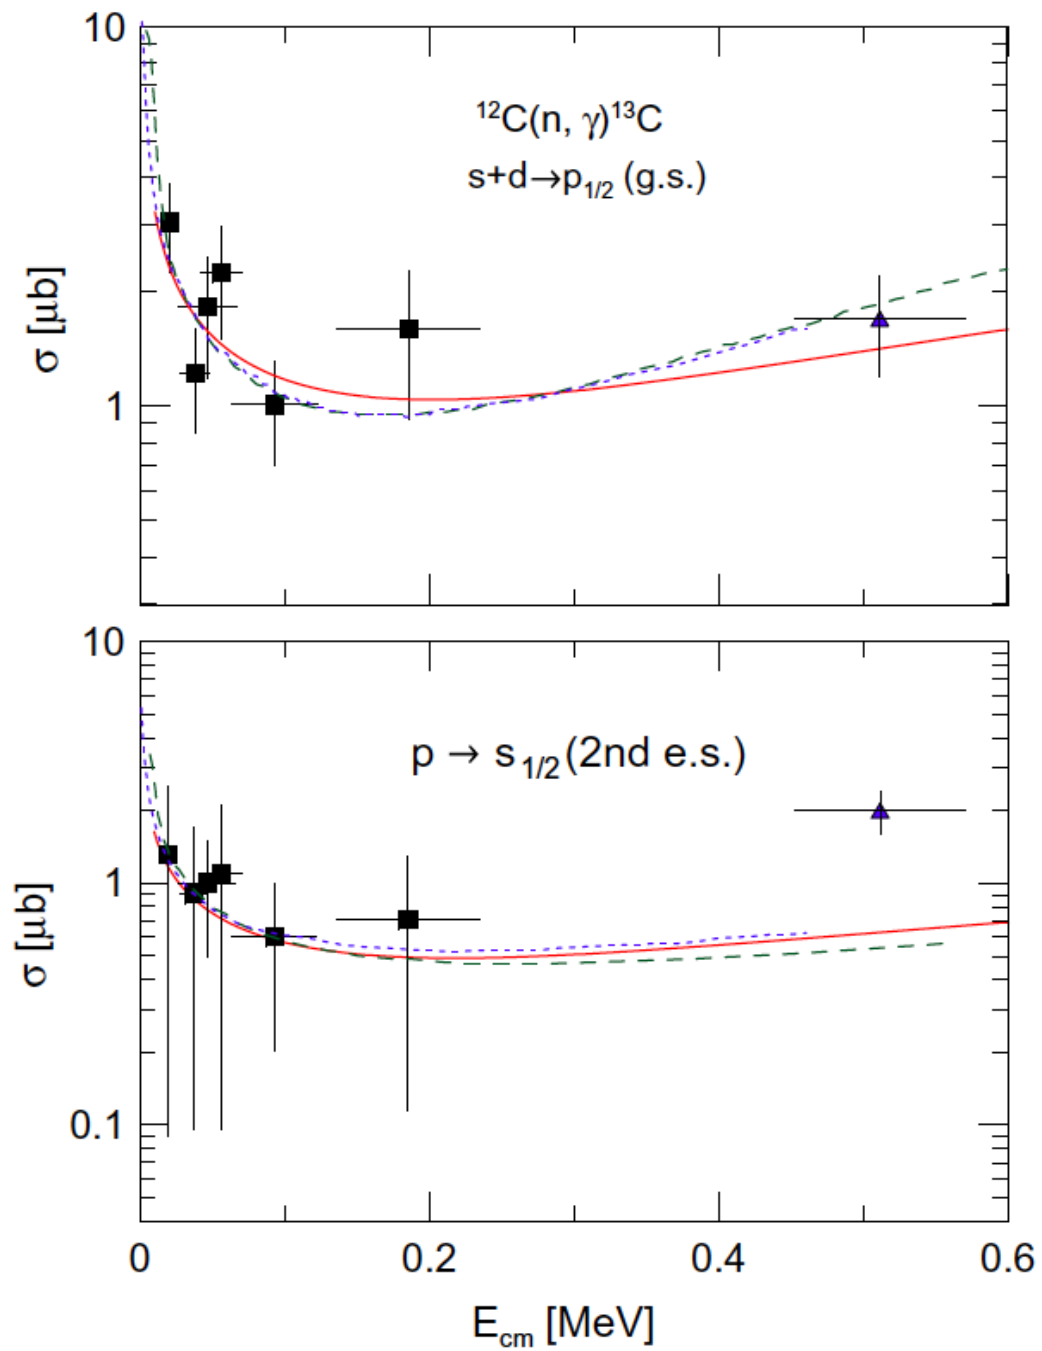 10
¹²C(n, γ)¹³C
s+d→p₁/₂ (g.s.)
σ [μb]
1
10
p → s₁/₂(2nd e.s.)
σ [μb]
1
0.1
0 0.2 0.4 0.6
E_cm [MeV]